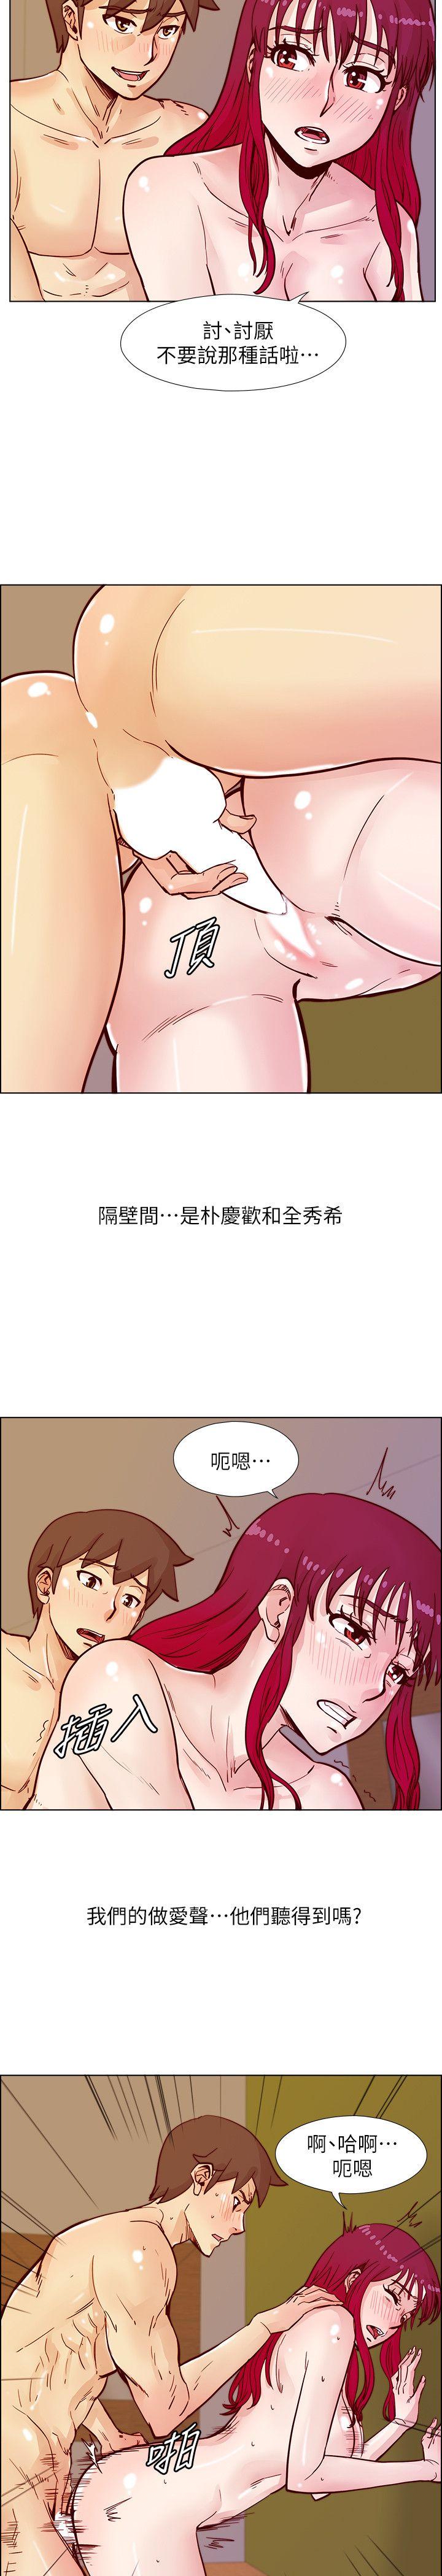 討、討厭
不要說那種話啦…
頂
隔壁間…是朴慶歡和全秀希
呃嗯…
插入
我們的做愛聲…他們聽得到嗎?
啊、哈啊…
呃嗯
啪